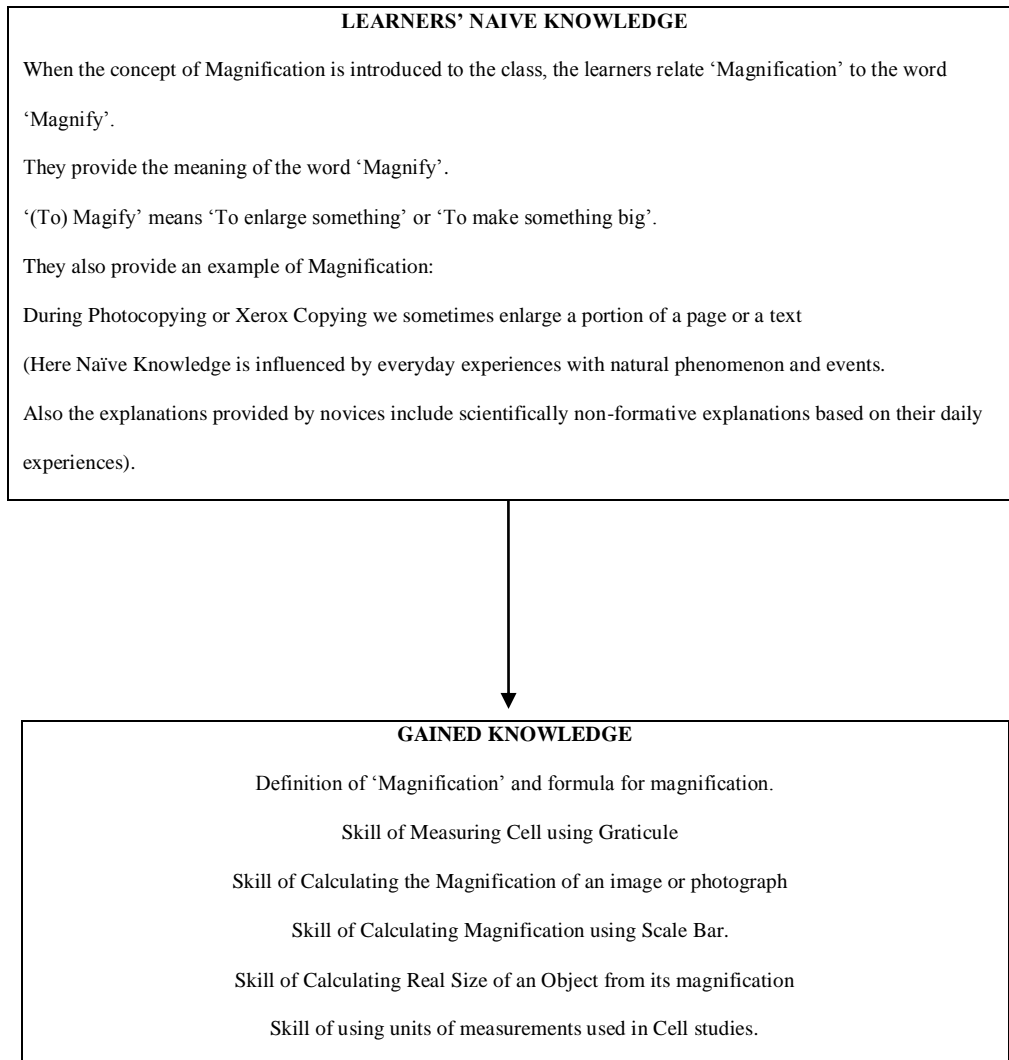 LEARNERS’ NAIVE KNOWLEDGE
When the concept of Magnification is introduced to the class, the learners relate ‘Magnification’ to the word
‘Magnify’.
They provide the meaning of the word ‘Magnify’.
‘(To) Magify’ means ‘To enlarge something’ or ‘To make something big’.
They also provide an example of Magnification:
During Photocopying or Xerox Copying we sometimes enlarge a portion of a page or a text
(Here Naïve Knowledge is influenced by everyday experiences with natural phenomenon and events.
Also the explanations provided by novices include scientifically non-formative explanations based on their daily
experiences).
GAINED KNOWLEDGE
Definition of ‘Magnification’ and formula for magnification.
Skill of Measuring Cell using Graticule
Skill of Calculating the Magnification of an image or photograph
Skill of Calculating Magnification using Scale Bar.
Skill of Calculating Real Size of an Object from its magnification
Skill of using units of measurements used in Cell studies.